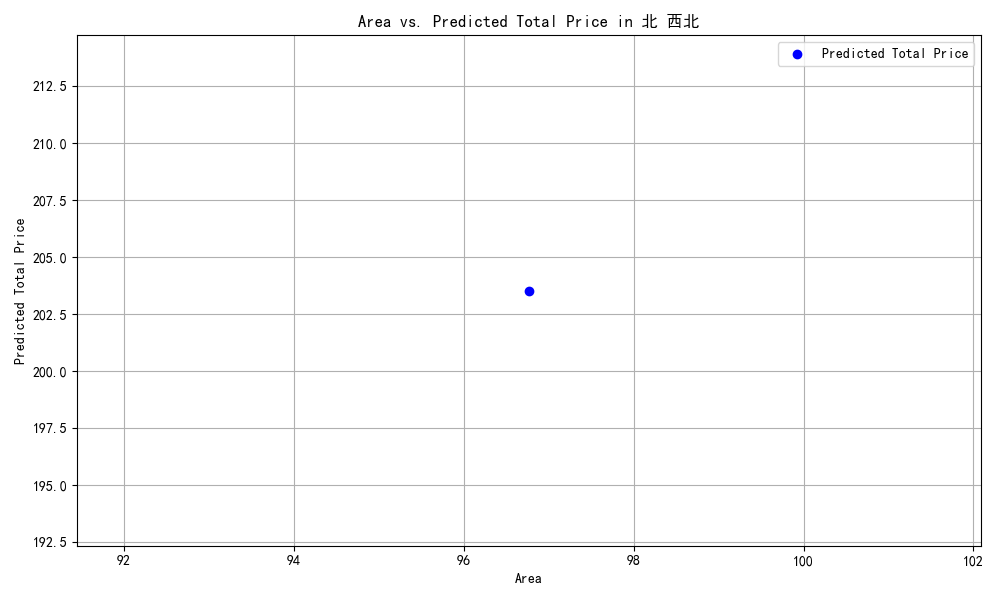 Area vs. Predicted Total Price in 北 西北
Predicted Total Price
212.5
210.0
207.5
205.0
202.5
200.0
197.5
195.0
192.5
Predicted Total Price
92 94 96 98 100 102
Area